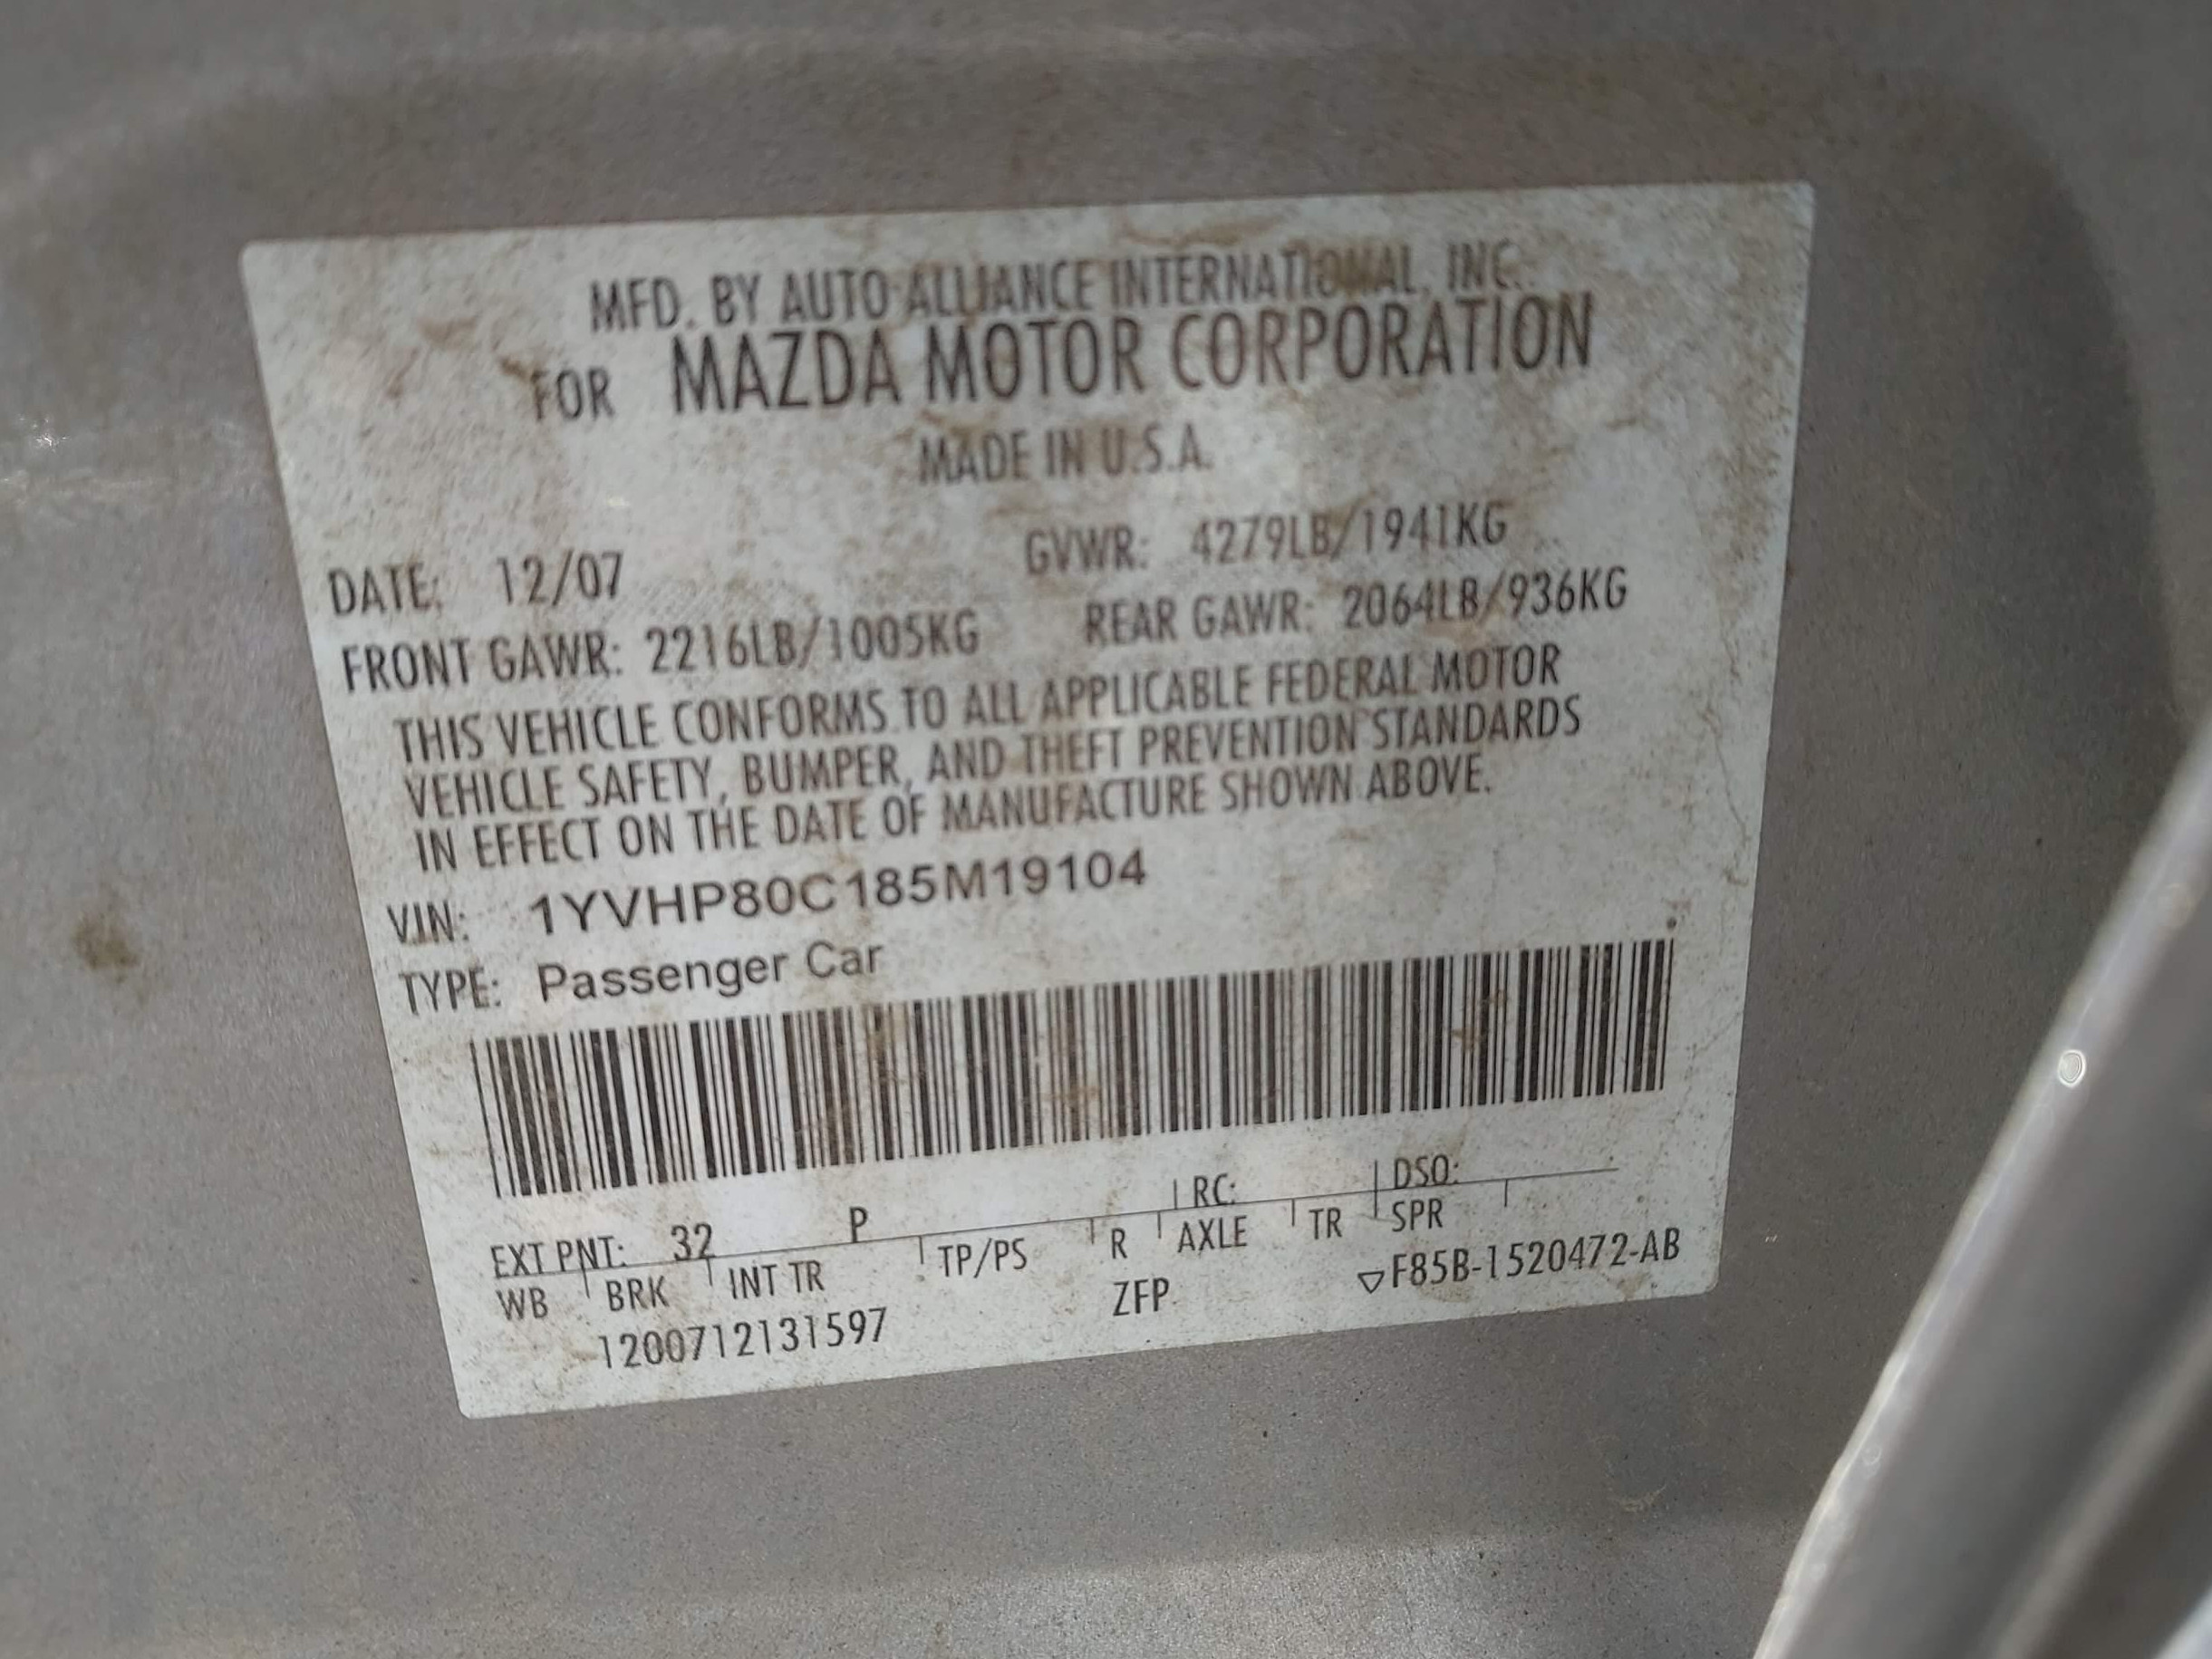 MFD. BY AUTO ALLIANCE INTERNATIONAL, INC.
FOR MAZDA MOTOR CORPORATION
MADE IN U.S.A.
DATE: 12/07 GVWR: 4279LB/1941KG
FRONT GAWR: 2216LB/1005KG REAR GAWR: 2064LB/936KG
THIS VEHICLE CONFORMS TO ALL APPLICABLE FEDERAL MOTOR
VEHICLE SAFETY, BUMPER, AND THEFT PREVENTION STANDARDS
IN EFFECT ON THE DATE OF MANUFACTURE SHOWN ABOVE.
VIN: 1YVHP80C185M19104
TYPE: Passenger Car
EXT PNT: 32 P RC: DSO:
WB BRK INT TR TP/PS R AXLE TR SPR
1200712131597 ZFP ▽F85B-1520472-AB